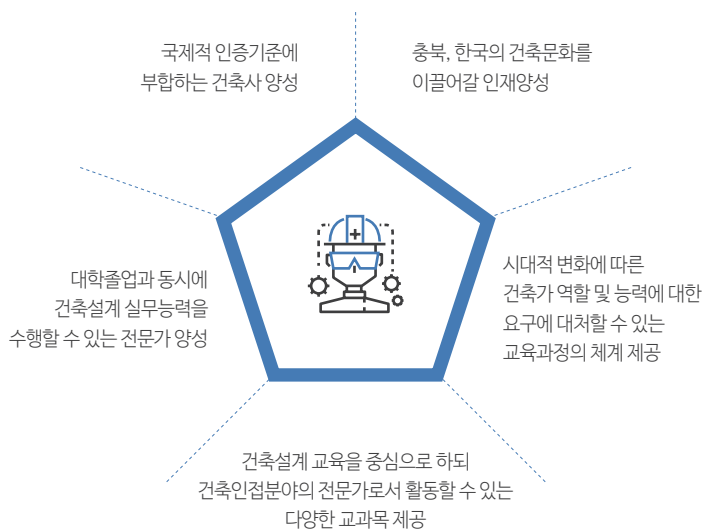 국제적 인증기준에
부합하는 건축사 양성
충북, 한국의 건축문화를
이끌어갈 인재양성
대학졸업과 동시에
건축설계 실무능력을
수행할 수 있는 전문가 양성
시대적 변화에 따른
건축가 역할 및 능력에 대한
요구에 대처할 수 있는
교육과정의 체계 제공
건축설계 교육을 중심으로 하되
건축인접분야의 전문가로서 활동할 수 있는
다양한 교과목 제공